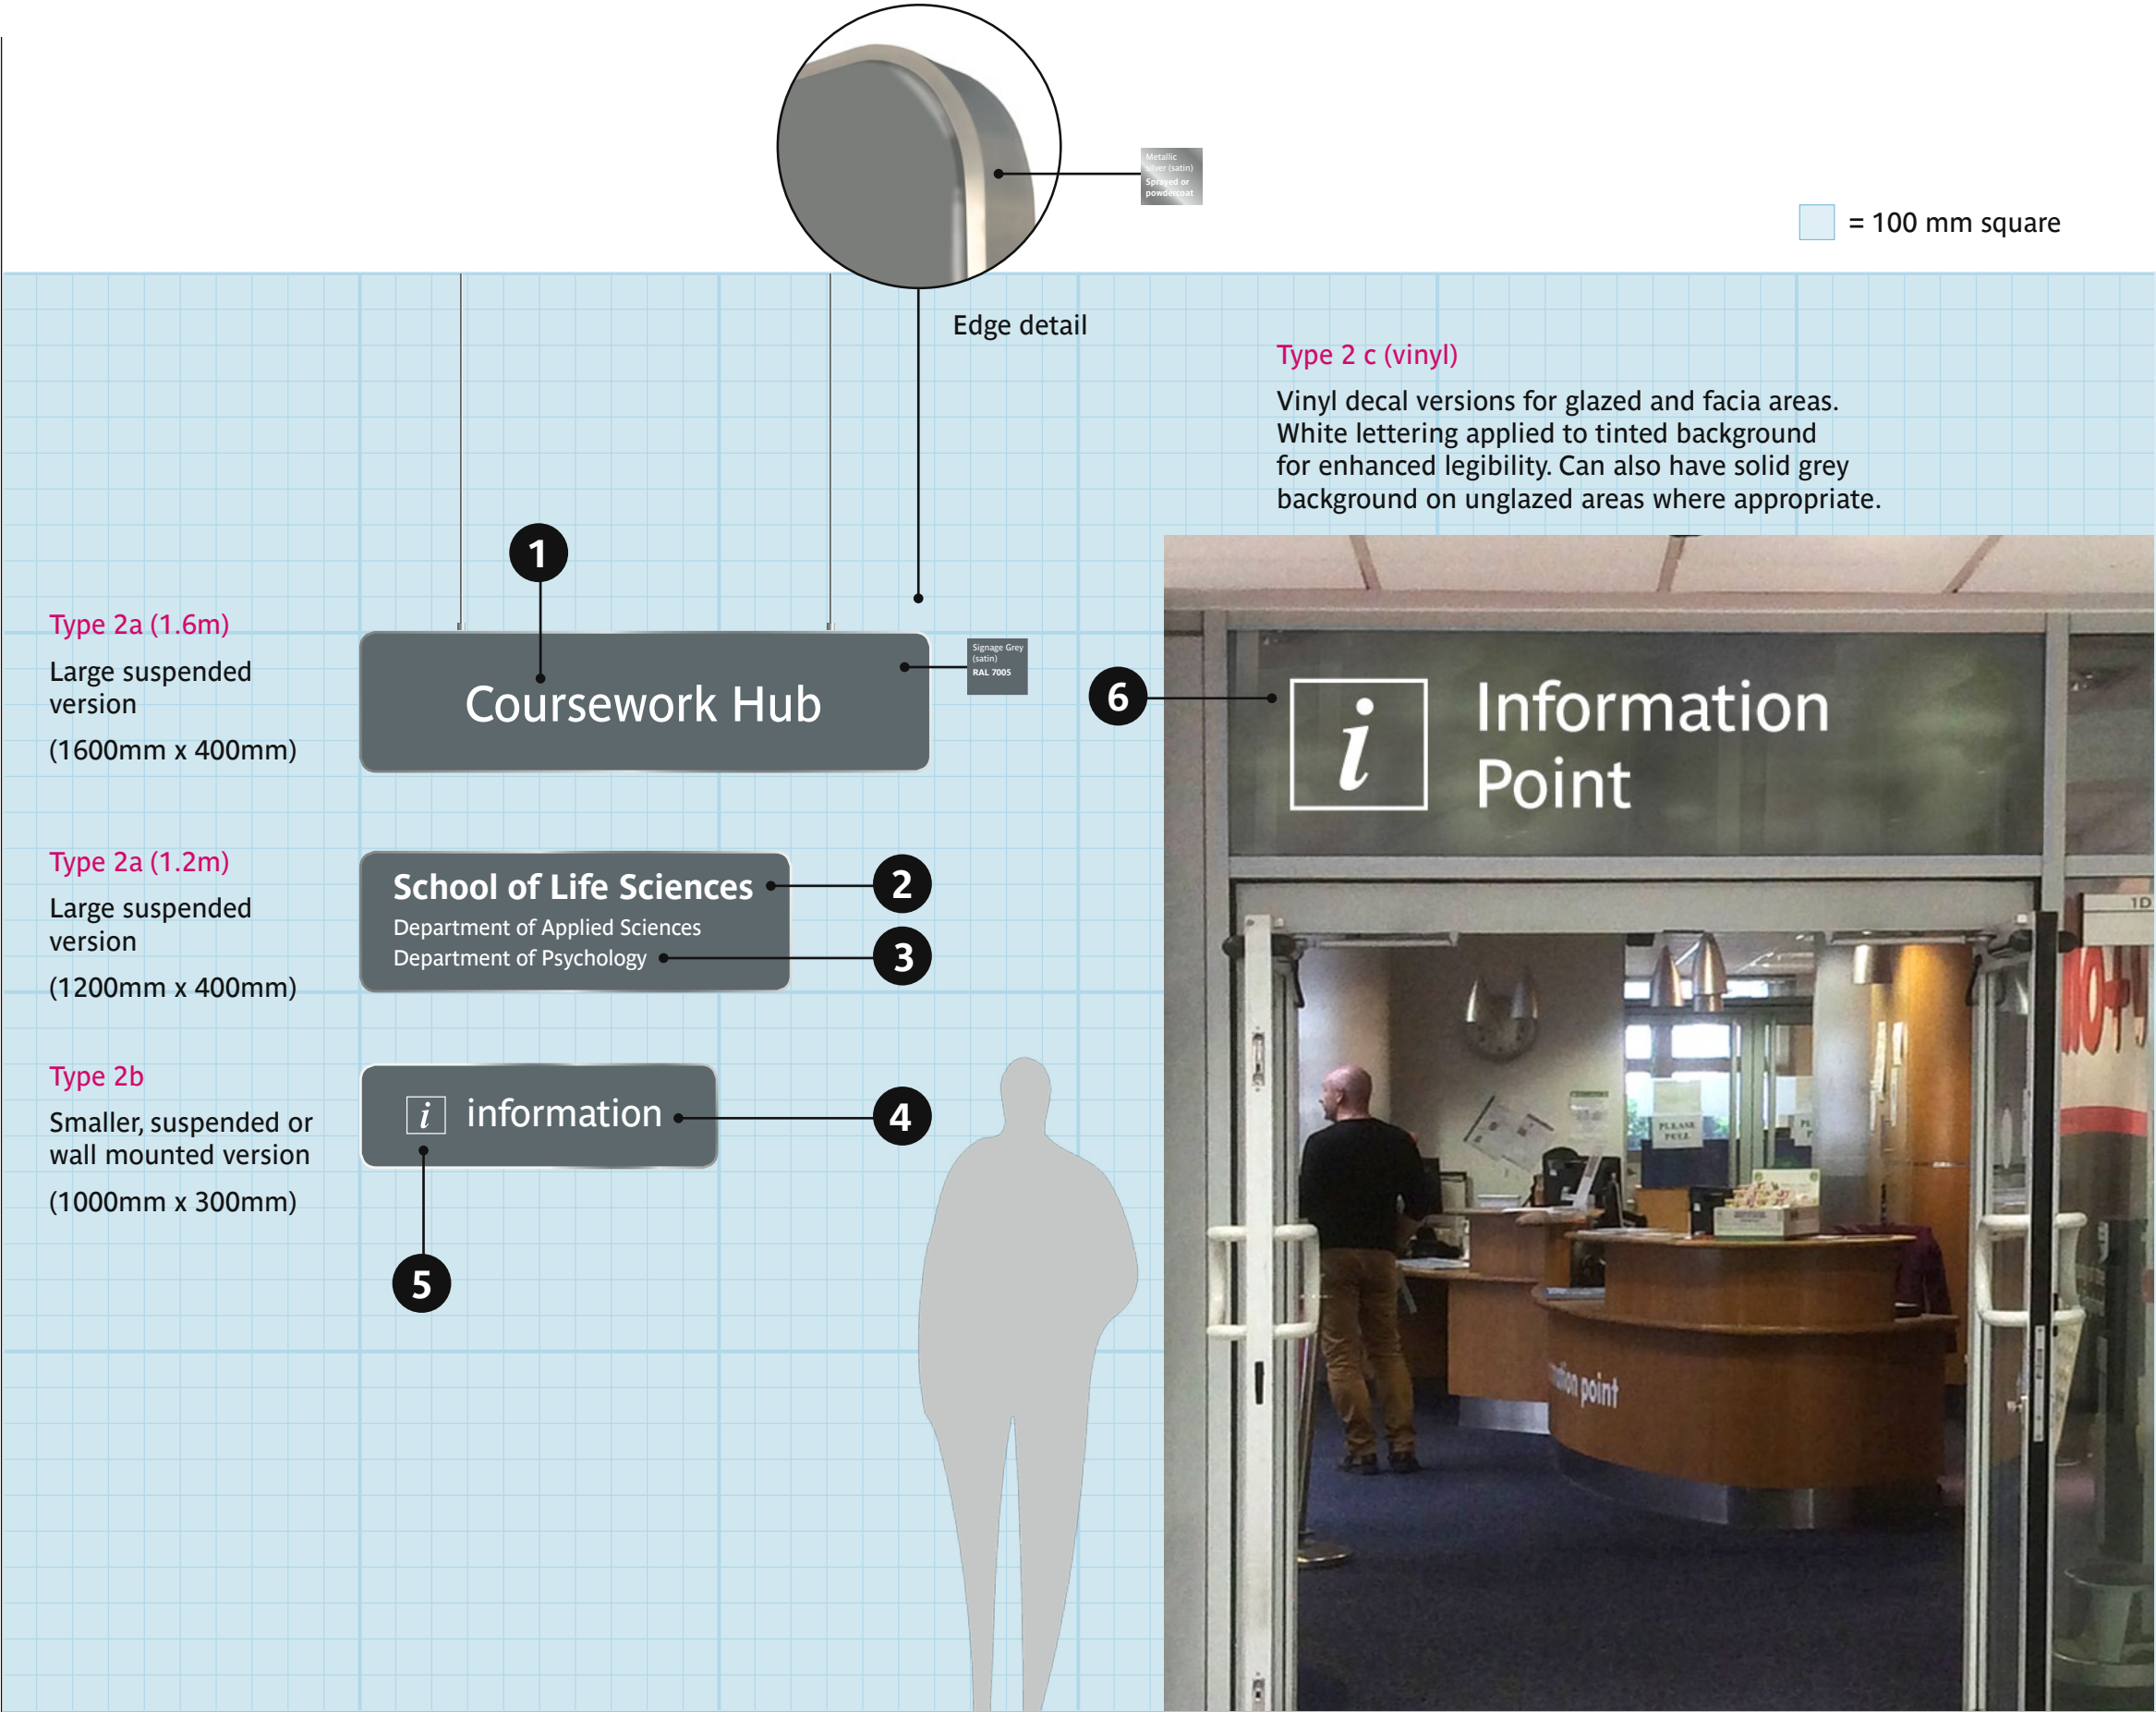 Metallic
silver (satin)
Sprayed or
powdercoat
= 100 mm square
Edge detail
Type 2 c (vinyl)
Vinyl decal versions for glazed and facia areas.
White lettering applied to tinted background
for enhanced legibility. Can also have solid grey
background on unglazed areas where appropriate.
1
Type 2a (1.6m)
Large suspended
version
(1600mm x 400mm)
Coursework Hub
Signage Grey
(satin)
RAL 7005
6
i
Information
Point
Type 2a (1.2m)
Large suspended
version
(1200mm x 400mm)
School of Life Sciences
Department of Applied Sciences
Department of Psychology
2
3
1D
Type 2b
Smaller, suspended or
wall mounted version
(1000mm x 300mm)
i information
4
5
PLEASE
PULL
point